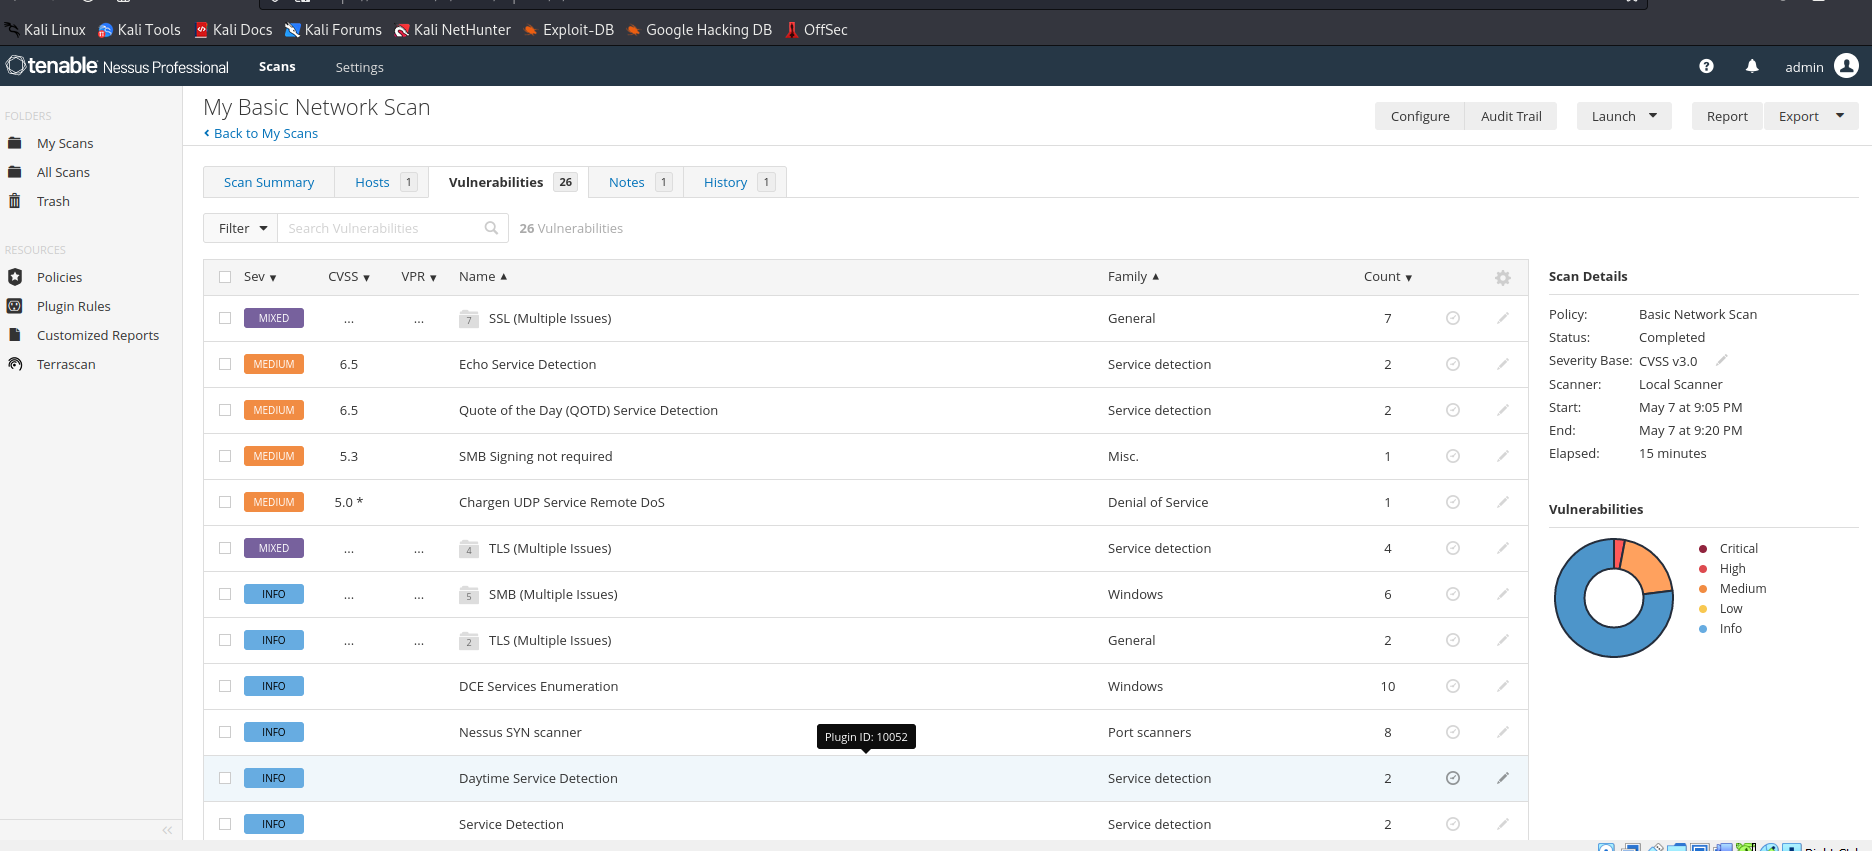 Kali Linux Kali Tools Kali Docs Kali Forums Kali NetHunter Exploit-DB Google Hacking DB OffSec
tenable Nessus Professional Scans Settings admin
FOLDERS
My Scans
All Scans
Trash
RESOURCES
Policies
Plugin Rules
Customized Reports
Terrascan
My Basic Network Scan
Back to My Scans
Configure Audit Trail Launch Report Export
Scan Summary Hosts 1 Vulnerabilities 26 Notes 1 History 1
Filter Search Vulnerabilities 26 Vulnerabilities
Sev CVSS VPR Name Family Count
MIXED ... ... 7 SSL (Multiple Issues) General 7
MEDIUM 6.5 Echo Service Detection Service detection 2
MEDIUM 6.5 Quote of the Day (QOTD) Service Detection Service detection 2
MEDIUM 5.3 SMB Signing not required Misc. 1
MEDIUM 5.0 * Chargen UDP Service Remote DoS Denial of Service 1
MIXED ... ... 4 TLS (Multiple Issues) Service detection 4
INFO ... ... 5 SMB (Multiple Issues) Windows 6
INFO ... ... 2 TLS (Multiple Issues) General 2
INFO DCE Services Enumeration Windows 10
INFO Nessus SYN scanner Port scanners 8
Plugin ID: 10052
INFO Daytime Service Detection Service detection 2
INFO Service Detection Service detection 2
Scan Details
Policy: Basic Network Scan
Status: Completed
Severity Base: CVSS v3.0
Scanner: Local Scanner
Start: May 7 at 9:05 PM
End: May 7 at 9:20 PM
Elapsed: 15 minutes
Vulnerabilities
Critical
High
Medium
Low
Info